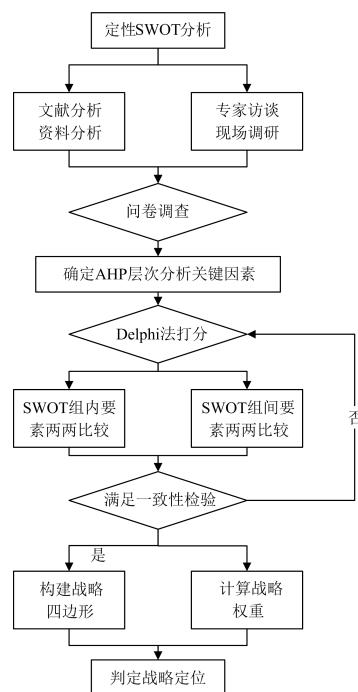 定性SWOT分析
文献分析
资料分析
专家访谈
现场调研
问卷调查
确定AHP层次分析关键因素
Delphi法打分
SWOT组内要
素两两比较
SWOT组间要
素两两比较
否
满足一致性检验
是
构建战略
四边形
计算战略
权重
判定战略定位